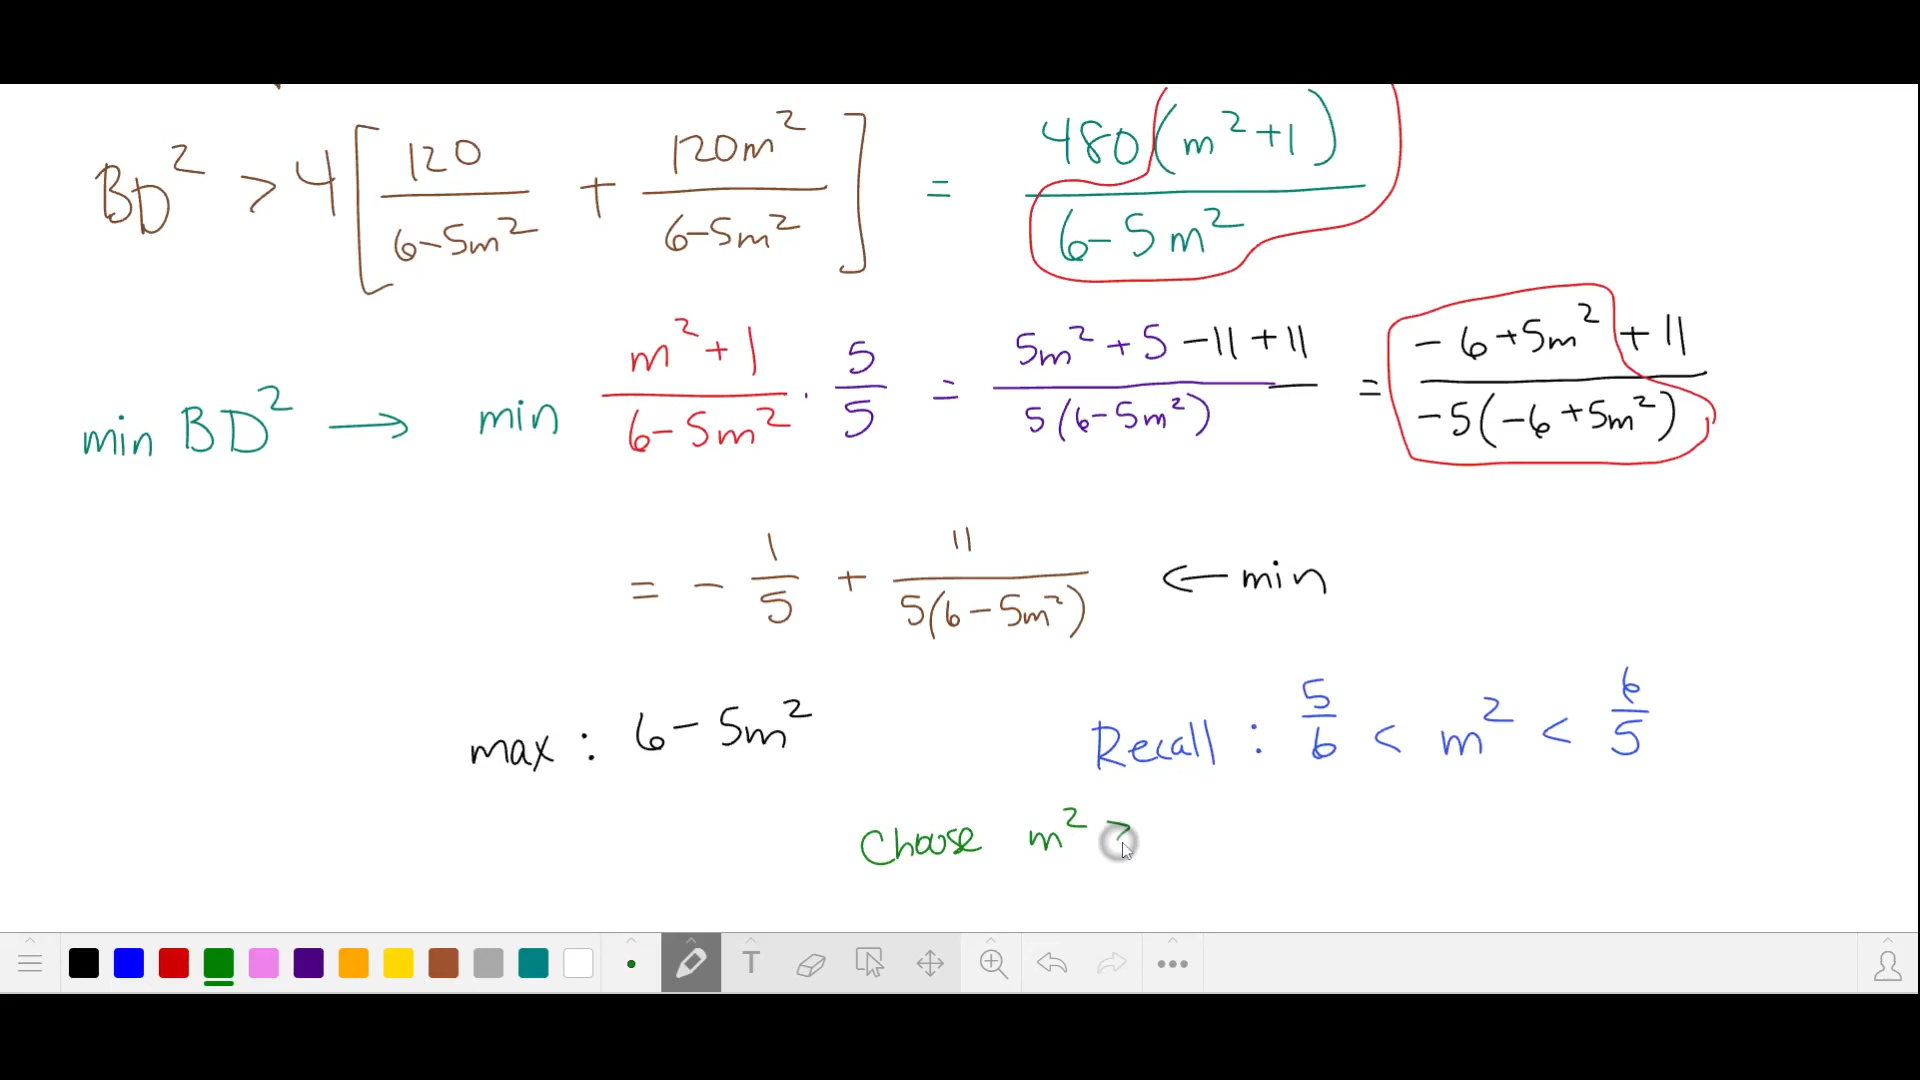 BD² > 4[120/(6-5m²) + 120m²/(6-5m²)] = 480(m²+1)/(6-5m²)
min BD² → min (m²+1)/(6-5m²) · 5/5 = (5m²+5-11+11)/(5(6-5m²)) = (-6+5m²+11)/(-5(-6+5m²))
= -1/5 + 11/(5(6-5m²)) ← min
max : 6-5m² Recall : 5/6 < m² < 6/5
Choose m²
T